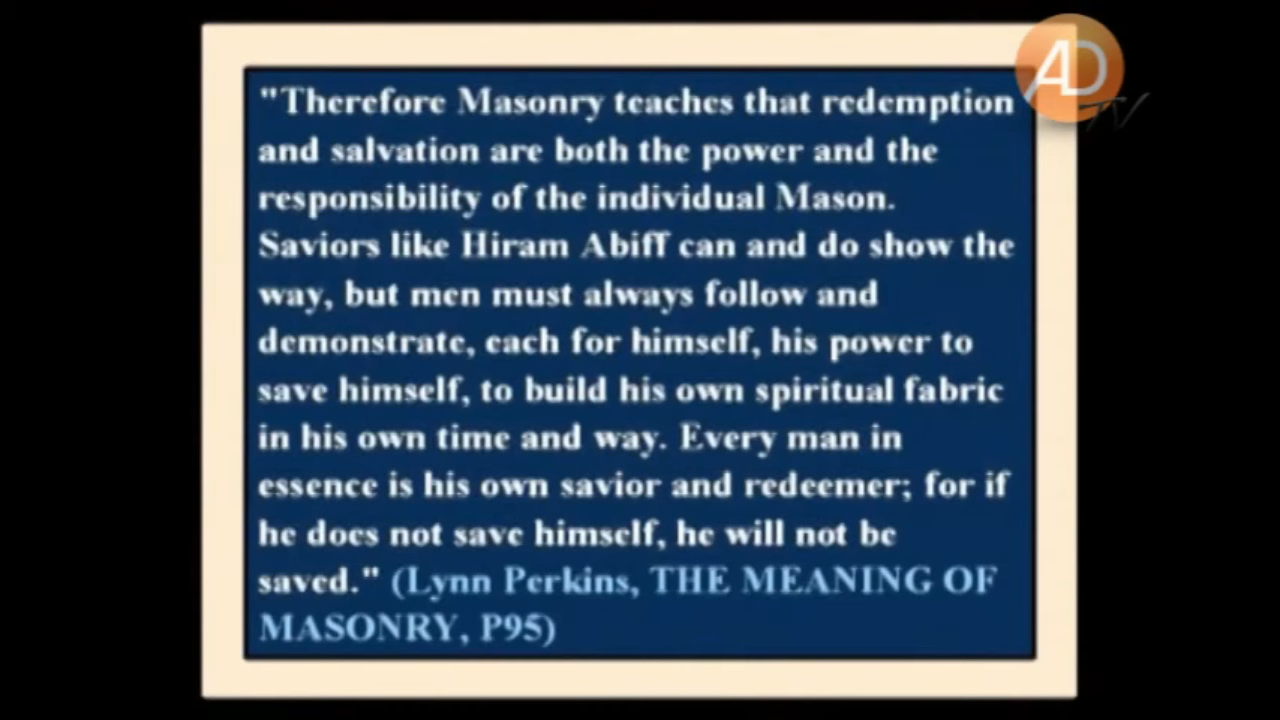 "Therefore Masonry teaches that redemption
and salvation are both the power and the
responsibility of the individual Mason.
Saviors like Hiram Abiff can and do show the
way, but men must always follow and
demonstrate, each for himself, his power to
save himself, to build his own spiritual fabric
in his own time and way. Every man in
essence is his own savior and redeemer; for if
he does not save himself, he will not be
saved." (Lynn Perkins, THE MEANING OF
MASONRY, P95)
AD
TV